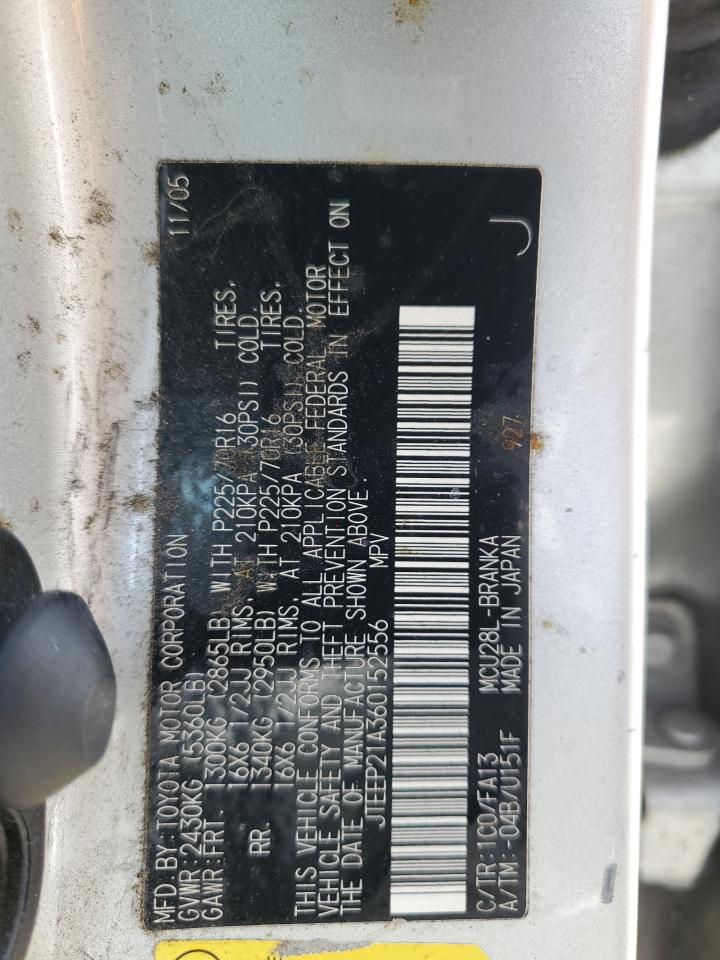 MFD BY: TOYOTA MOTOR CORPORATION 11/05
GVWR: 2430KG (5360LB)
GAWR: FRT. 1300KG (2865LB) WITH P225/70R16 TIRES,
16X6 1/2JJ RIMS, AT 210KPA (30PSI) COLD
RR. 1340KG (2950LB) WITH P225/70R16 TIRES,
16X6 1/2JJ RIMS, AT 210KPA (30PSI) COLD.
THIS VEHICLE CONFORMS TO ALL APPLICABLE FEDERAL MOTOR
VEHICLE SAFETY AND THEFT PREVENTION STANDARDS IN EFFECT ON
THE DATE OF MANUFACTURE SHOWN ABOVE.
JTEEP21A360152556 MPV
927
C/TR: 1C0/FA13 MCU28L-BRANKA
A/TM: -04B/U151F MADE IN JAPAN
J